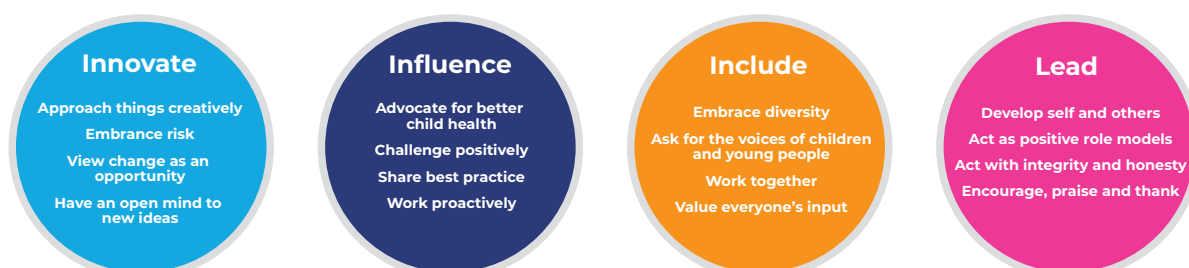 Innovate
Approach things creatively
Embrance risk
View change as an
opportunity
Have an open mind to
new ideas
Influence
Advocate for better
child health
Challenge positively
Share best practice
Work proactively
Include
Embrace diversity
Ask for the voices of children
and young people
Work together
Value everyone’s input
Lead
Develop self and others
Act as positive role models
Act with integrity and honesty
Encourage, praise and thank